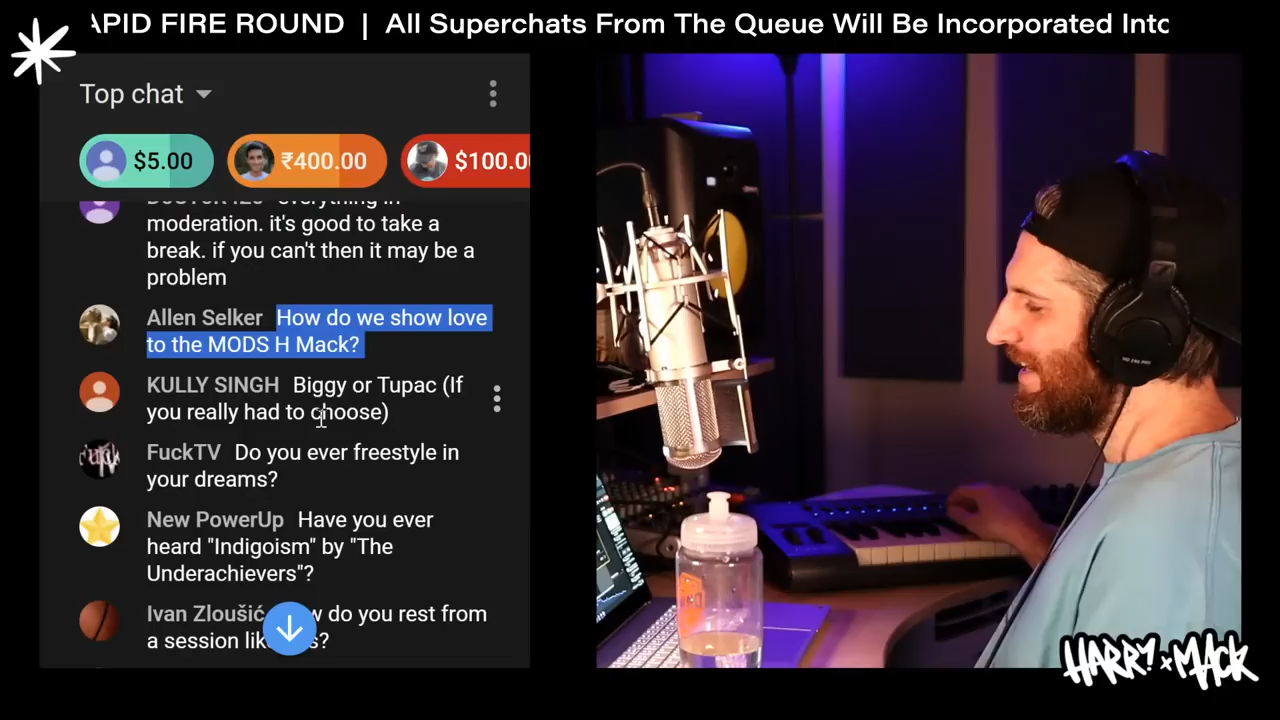 APID FIRE ROUND | All Superchats From The Queue Will Be Incorporated Into
Top chat
$5.00
₹400.00
$100.0
everything in
moderation. it's good to take a
break. if you can't then it may be a
problem
Allen Selker How do we show love
to the MODS H Mack?
KULLY SINGH Biggy or Tupac (If
you really had to choose)
FuckTV Do you ever freestyle in
your dreams?
New PowerUp Have you ever
heard "Indigoism" by "The
Underachievers"?
Ivan Zloušić do you rest from
a session
HARRY x MACK